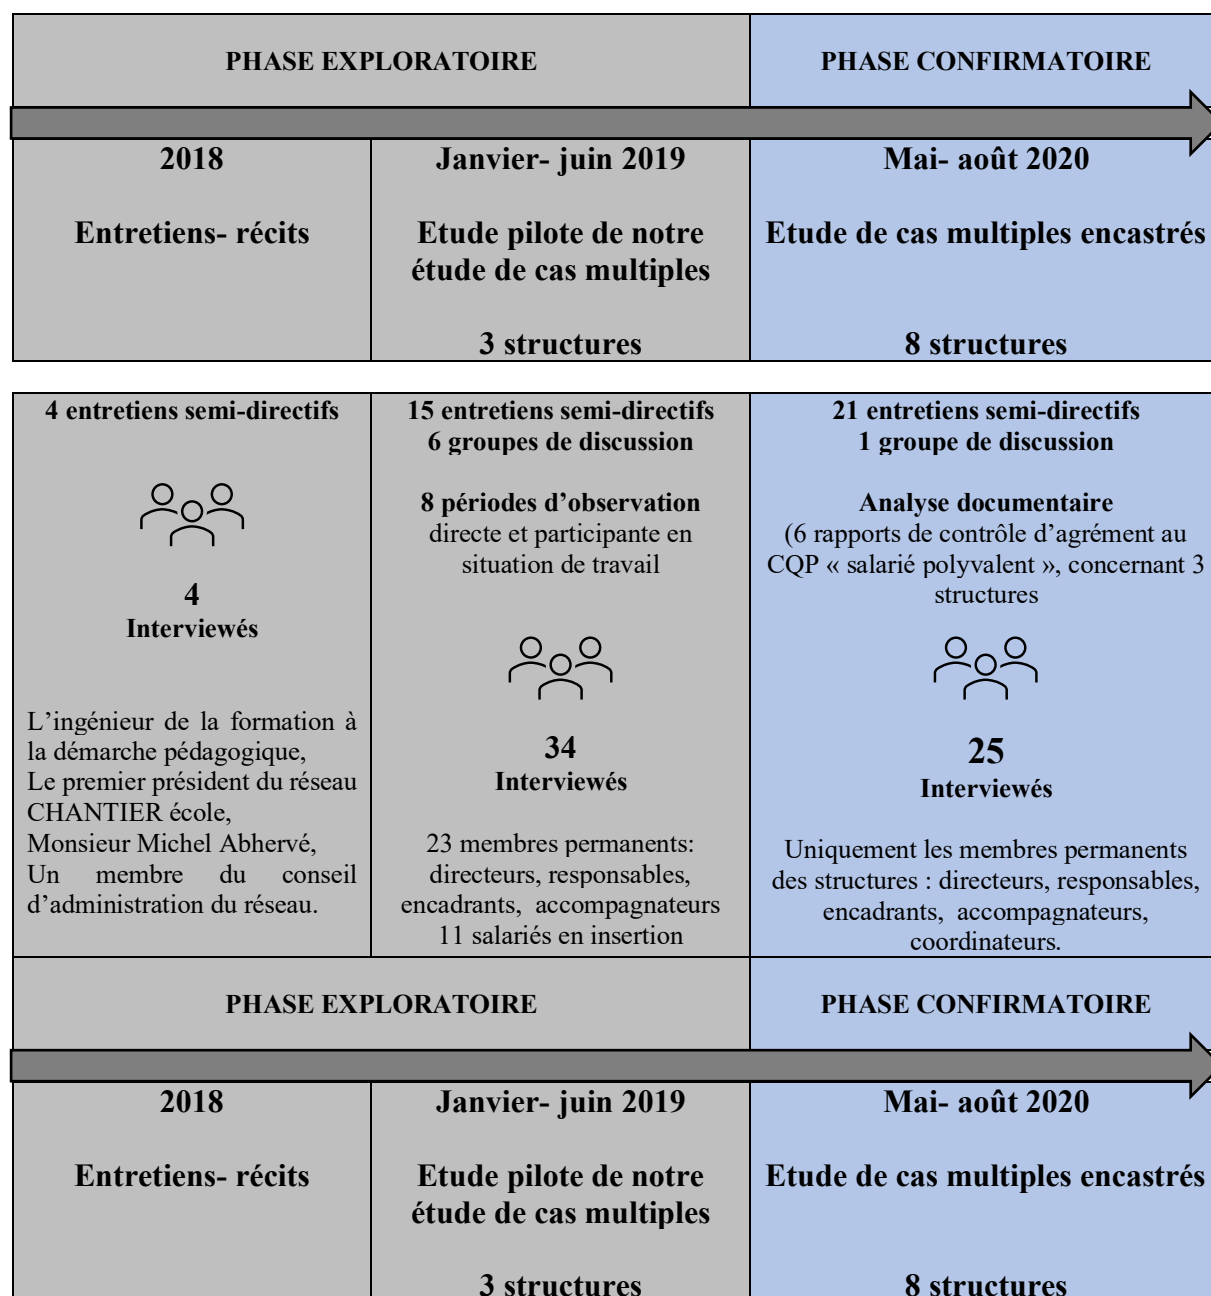 PHASE EXPLORATOIRE
PHASE CONFIRMATOIRE
2018
Entretiens- récits
Janvier- juin 2019
Etude pilote de notre
étude de cas multiples
3 structures
Mai- août 2020
Etude de cas multiples encastrés
8 structures
4 entretiens semi-directifs
4
Interviewés
L’ingénieur de la formation à
la démarche pédagogique,
Le premier président du réseau
CHANTIER école,
Monsieur Michel Abhervé,
Un membre du conseil
d’administration du réseau.
15 entretiens semi-directifs
6 groupes de discussion
8 périodes d’observation
directe et participante en
situation de travail
34
Interviewés
23 membres permanents:
directeurs, responsables,
encadrants, accompagnateurs
11 salariés en insertion
21 entretiens semi-directifs
1 groupe de discussion
Analyse documentaire
(6 rapports de contrôle d’agrément au
CQP « salarié polyvalent », concernant 3
structures
25
Interviewés
Uniquement les membres permanents
des structures : directeurs, responsables,
encadrants, accompagnateurs,
coordinateurs.
PHASE EXPLORATOIRE
PHASE CONFIRMATOIRE
2018
Entretiens- récits
Janvier- juin 2019
Etude pilote de notre
étude de cas multiples
3 structures
Mai- août 2020
Etude de cas multiples encastrés
8 structures